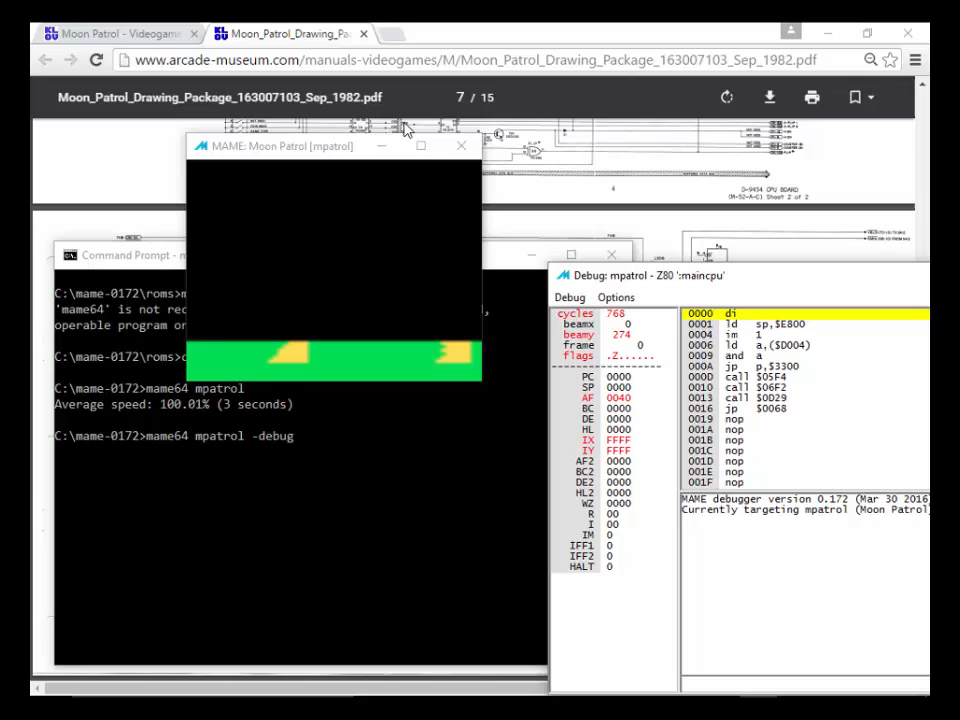 Moon Patrol - Videogame
Moon_Patrol_Drawing_Pa
www.arcade-museum.com/manuals-videogames/M/Moon_Patrol_Drawing_Package_163007103_Sep_1982.pdf
Moon_Patrol_Drawing_Package_163007103_Sep_1982.pdf
7 / 15
4
D-9454 CPU BOARD
(M-52-A-C) Sheet 2 of 2
MAME: Moon Patrol [mpatrol]
Command Prompt - m
C:\mame-0172\roms>m
'mame64' is not rec
operable program or
C:\mame-0172\roms>c
C:\mame-0172>mame64 mpatrol
Average speed: 100.01% (3 seconds)
C:\mame-0172>mame64 mpatrol -debug
Debug: mpatrol - Z80 ':maincpu'
Debug Options
cycles 768
beamx 0
beamy 274
frame 0
flags .Z......
PC 0000
SP 0000
AF 0040
BC 0000
DE 0000
HL 0000
IX FFFF
IY FFFF
AF2 0000
BC2 0000
DE2 0000
HL2 0000
WZ 0000
R 00
I 00
IM 0
IFF1 0
IFF2 0
HALT 0
0000 di
0001 ld sp,$E800
0004 im 1
0006 ld a,($D004)
0009 and a
000A jp p,$3300
000D call $05F4
0010 call $06F2
0013 call $0D29
0016 jp $0068
0019 nop
001A nop
001B nop
001C nop
001D nop
001E nop
001F nop
MAME debugger version 0.172 (Mar 30 2016)
Currently targeting mpatrol (Moon Patrol)